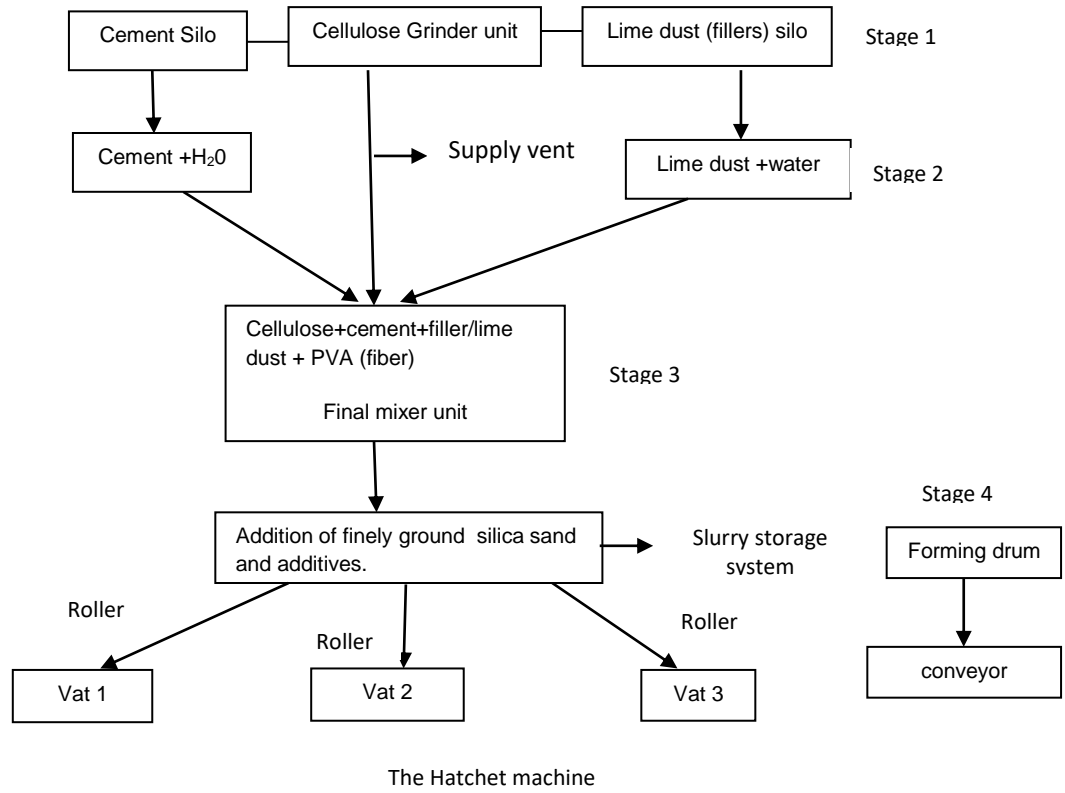 Cement Silo
Cellulose Grinder unit
Lime dust (fillers) silo
Stage 1
Cement +H₂0
Supply vent
Lime dust +water
Stage 2
Cellulose+cement+filler/lime
dust + PVA (fiber)
Final mixer unit
Stage 3
Stage 4
Addition of finely ground silica sand
and additives.
Slurry storage
system
Forming drum
Roller
Roller
Roller
conveyor
Vat 1
Vat 2
Vat 3
The Hatchet machine